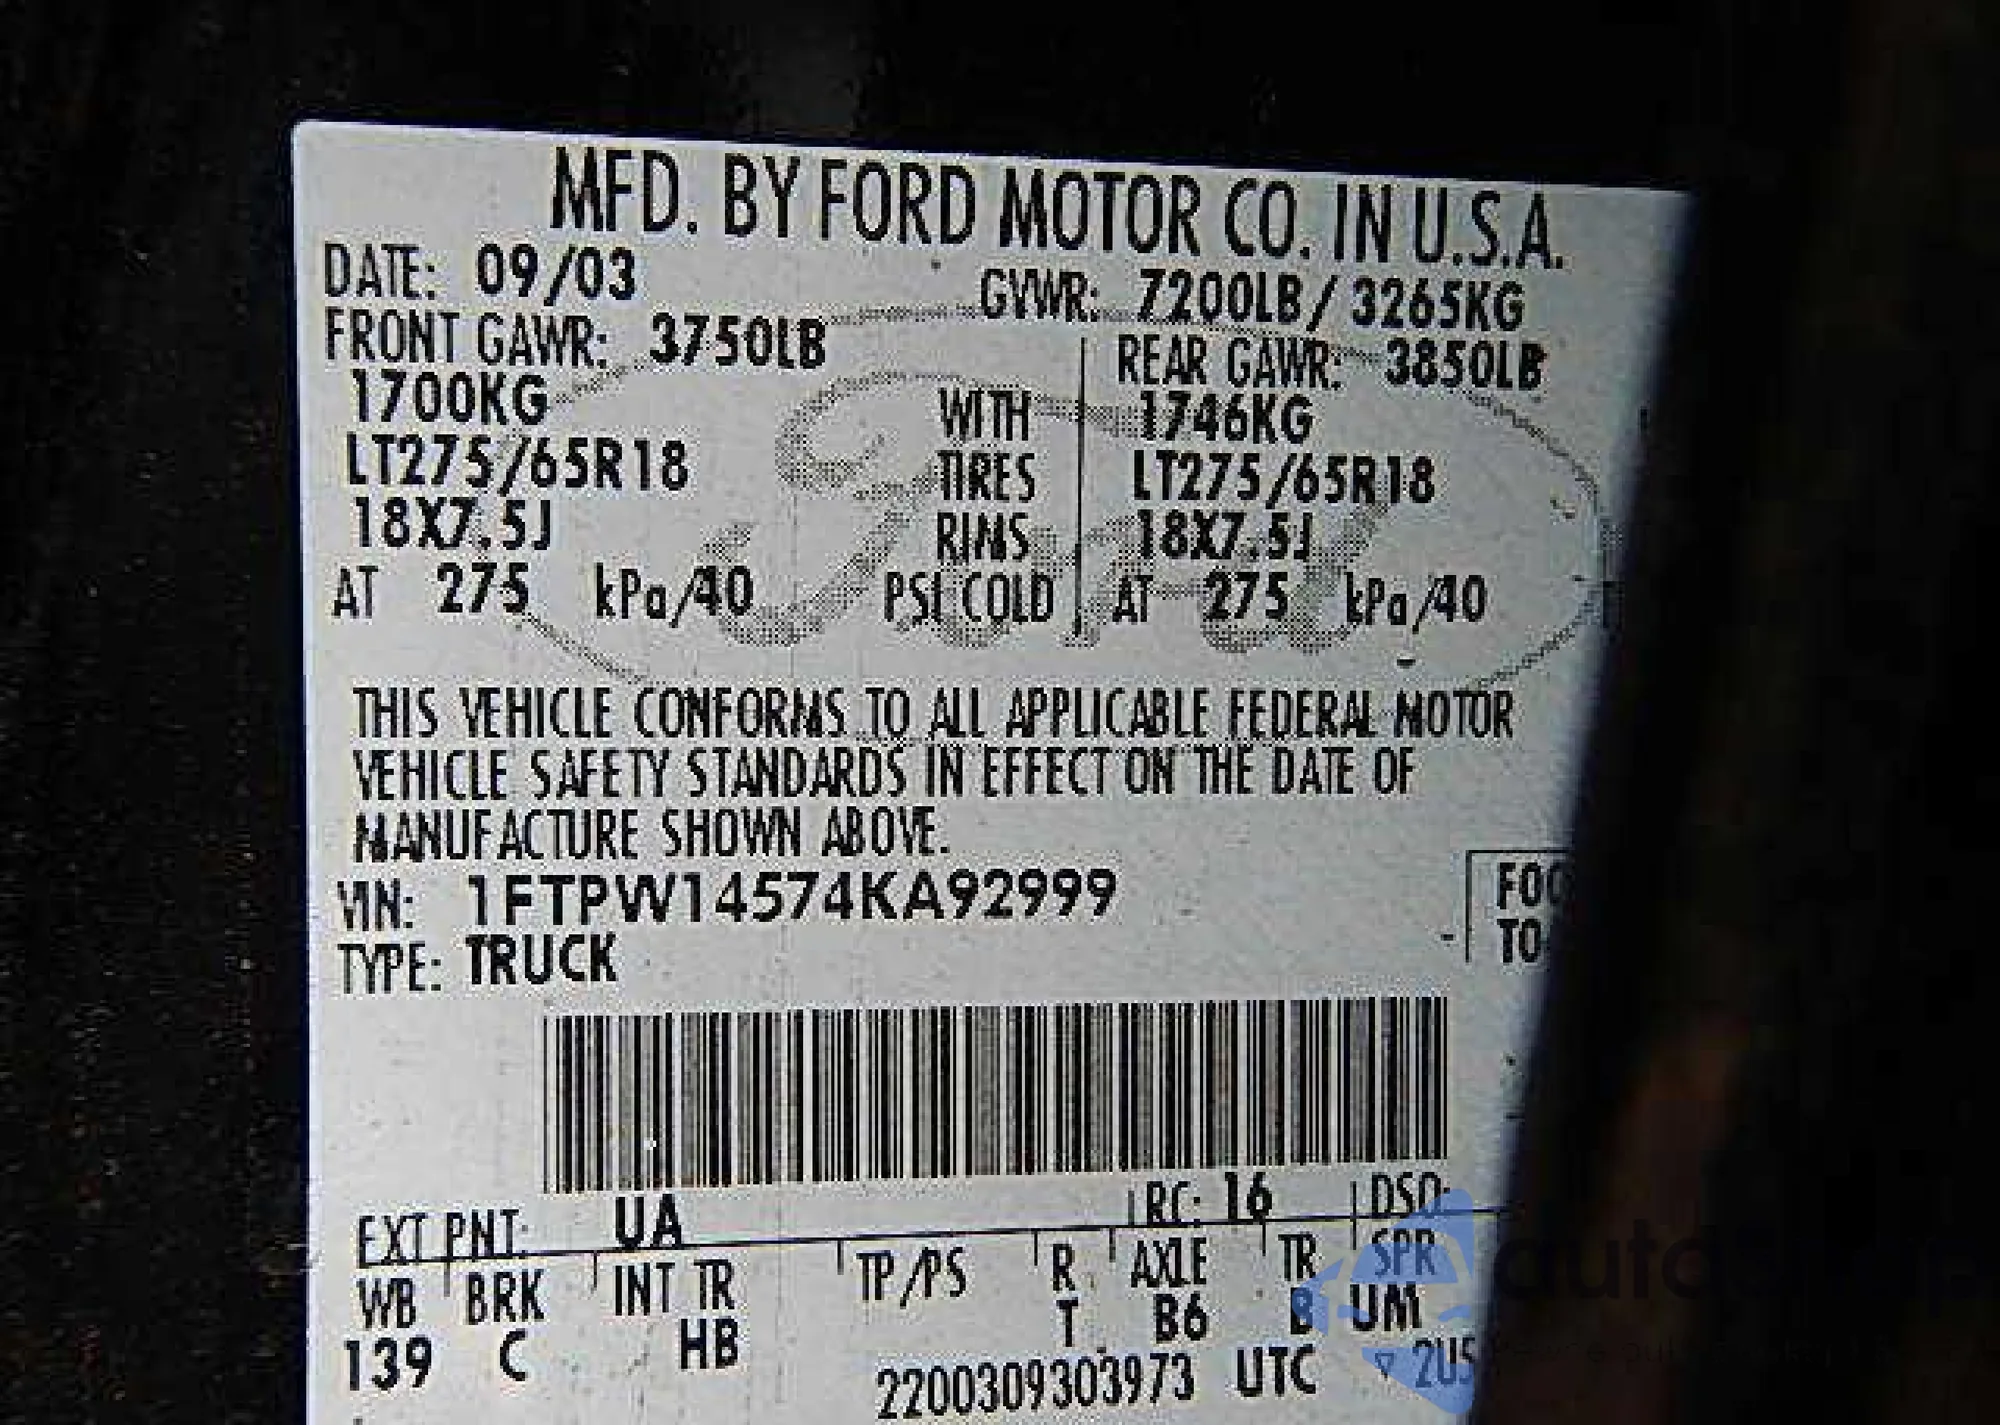 MFD. BY FORD MOTOR CO. IN U.S.A.
DATE: 09/03 GVWR: 7200LB/ 3265KG
FRONT GAWR: 3750LB REAR GAWR: 3850LB
1700KG WITH 1746KG
LT275/65R18 TIRES LT275/65R18
18X7.5J RIMS 18X7.5J
AT 275 kPa/40 PSI COLD AT 275 kPa/40
THIS VEHICLE CONFORMS TO ALL APPLICABLE FEDERAL MOTOR
VEHICLE SAFETY STANDARDS IN EFFECT ON THE DATE OF
MANUFACTURE SHOWN ABOVE.
VIN: 1FTPW14574KA92999
TYPE: TRUCK
TO
EXT PNT: UA RC: 16 DSO:
WB BRK INT TR TP/PS R AXLE TR SPR
139 C HB T B6 B UM
2200309303973 UTC